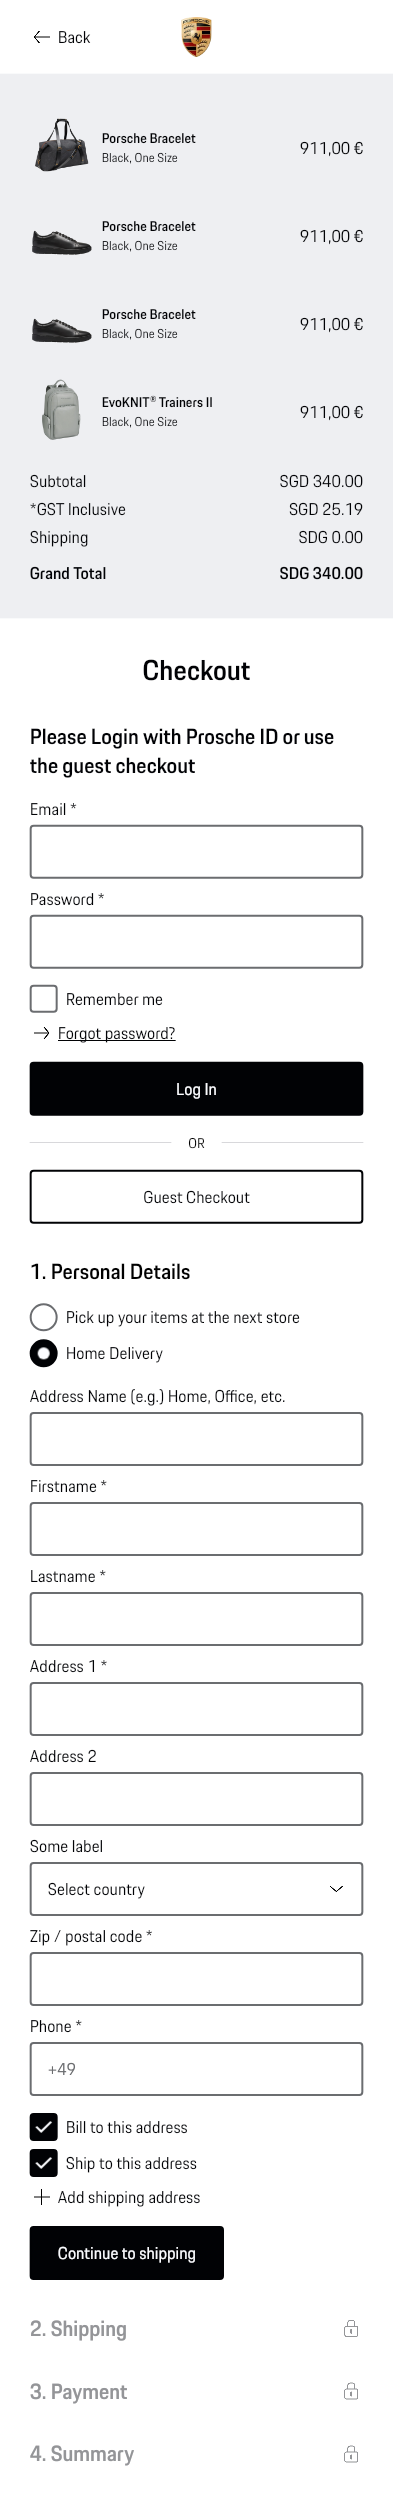 Back
PORSCHE
Porsche Bracelet
Black, One Size
911,00 €
Porsche Bracelet
Black, One Size
911,00 €
Porsche Bracelet
Black, One Size
911,00 €
EvoKNIT® Trainers II
Black, One Size
911,00 €
Subtotal SGD 340.00
*GST Inclusive SGD 25.19
Shipping SDG 0.00
Grand Total SDG 340.00
Checkout
Please Login with Prosche ID or use
the guest checkout
Email *
Password *
Remember me
Forgot password?
Log In
OR
Guest Checkout
1. Personal Details
Pick up your items at the next store
Home Delivery
Address Name (e.g.) Home, Office, etc.
Firstname *
Lastname *
Address 1 *
Address 2
Some label
Select country
Zip / postal code *
Phone *
+49
Bill to this address
Ship to this address
Add shipping address
Continue to shipping
2. Shipping
3. Payment
4. Summary